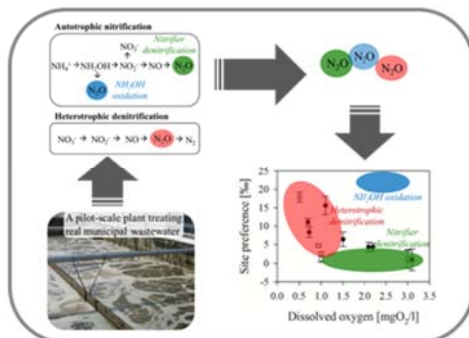 Autotrophic nitrification
NO₃⁻
Nitrifier
denitrification
NH₄⁺ → NH₂OH → NO₂⁻ → NO → N₂O
N₂O
NH₂OH
oxidation
Heterotrophic denitrification
NO₃⁻ → NO₂⁻ → NO → N₂O → N₂
A pilot-scale plant treating
real municipal wastewater
N₂O
N₂O
N₂O
Site preference [‰]
25
20
15
10
5
0
-5
NH₂OH oxidation
Heterotrophic
denitrification
Nitrifier
denitrification
0.0 0.5 1.0 1.5 2.0 2.5 3.0 3.5
Dissolved oxygen [mgO₂/l]